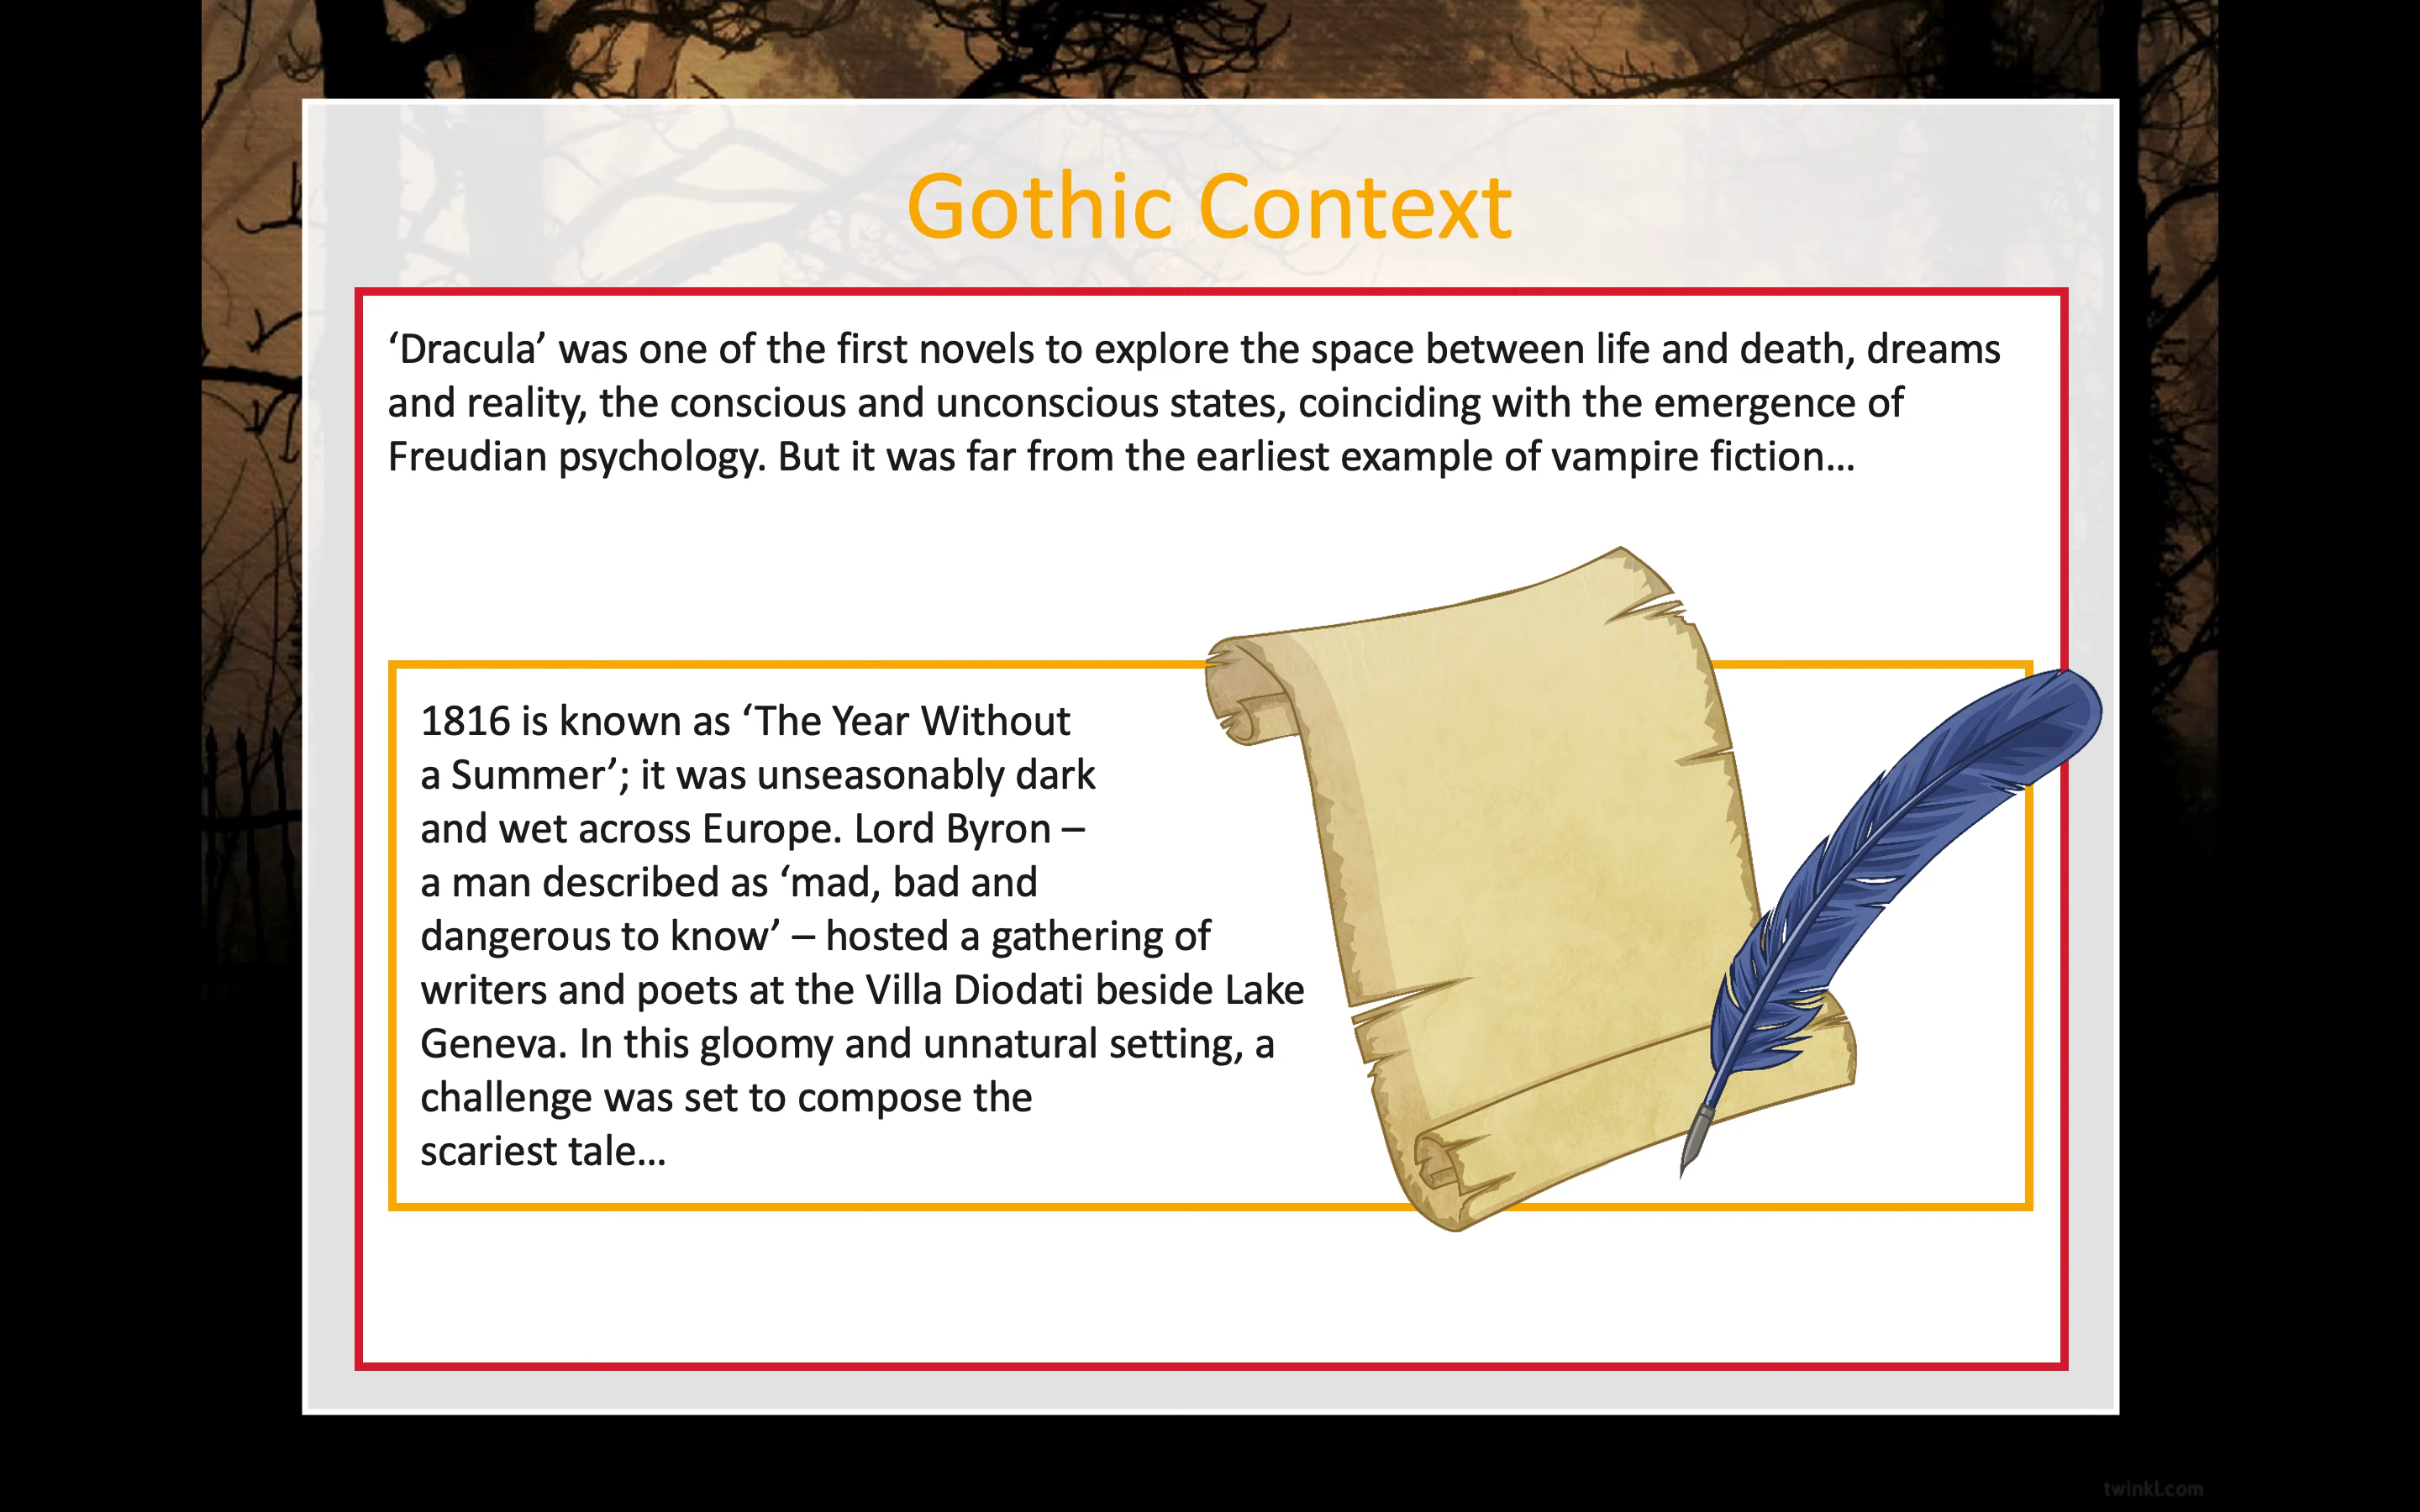 Gothic Context
‘Dracula’ was one of the first novels to explore the space between life and death, dreams
and reality, the conscious and unconscious states, coinciding with the emergence of
Freudian psychology. But it was far from the earliest example of vampire fiction…
1816 is known as ‘The Year Without
a Summer’; it was unseasonably dark
and wet across Europe. Lord Byron –
a man described as ‘mad, bad and
dangerous to know’ – hosted a gathering of
writers and poets at the Villa Diodati beside Lake
Geneva. In this gloomy and unnatural setting, a
challenge was set to compose the
scariest tale…
twinkl.com